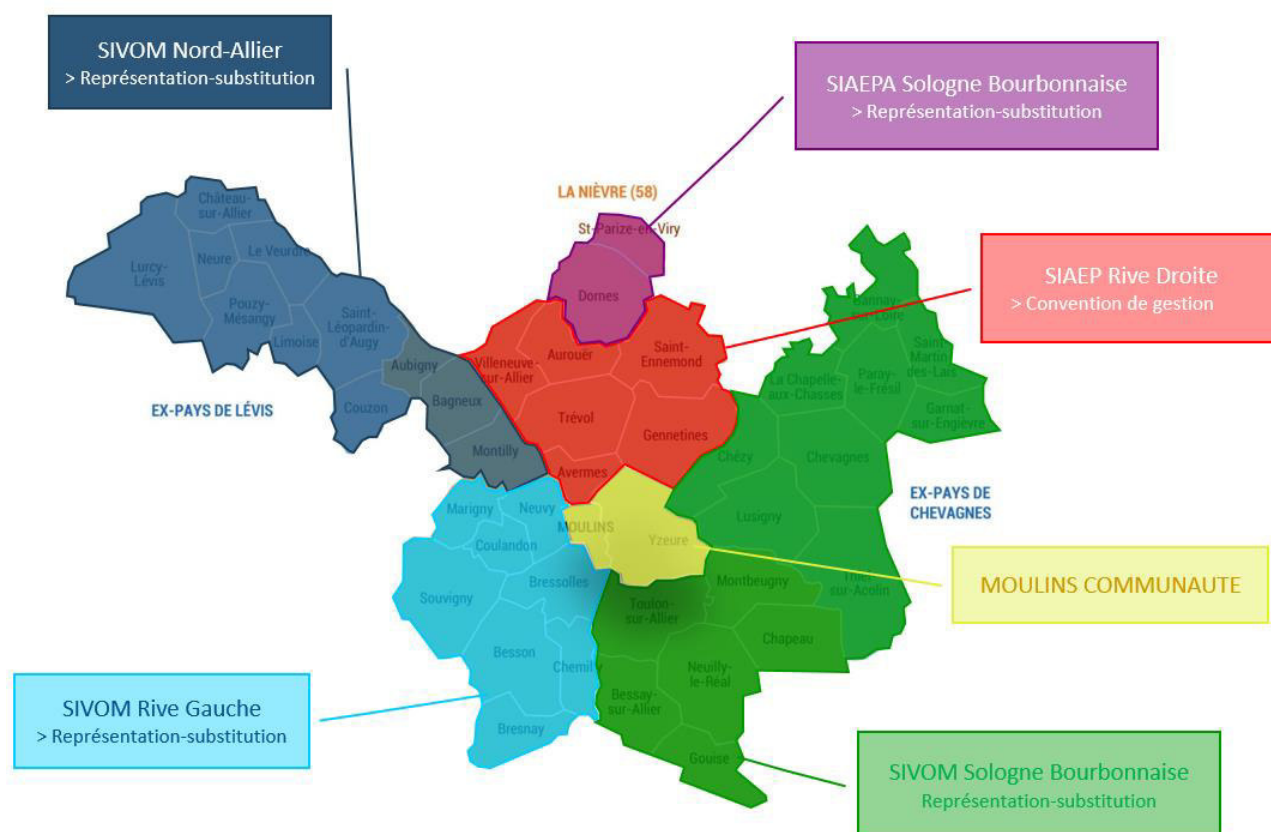 SIVOM Nord-Allier
> Représentation-substitution
SIAEPA Sologne Bourbonnaise
> Représentation-substitution
LA NIÈVRE (58)
St-Parize-en-Viry
Dornes
SIAEP Rive Droite
> Convention de gestion
Château-
sur-Allier
Le Veurdre
Neure
Lurcy-
Lévis
Pouzy-
Mésangy
Limoise
Saint-
Léopardin-
d'Augy
Aubigny
Couzon
Bagneux
Montilly
EX-PAYS DE LÉVIS
Villeneuve-
sur-Allier
Aurouër
Saint-
Ennemond
Trévol
Gennetines
Avermes
Gannay-
sur-Loire
Saint
Martin
des-Lais
Paray-
le-Frésil
La Chapelle-
aux-Chasses
Garnat-
sur-Engièvre
Chézy
Chevagnes
Lusigny
EX-PAYS DE
CHEVAGNES
Thiel
sur-Acolin
MOULINS
Yzeure
MOULINS COMMUNAUTE
Marigny
Neuvy
Coulandon
Bressolles
Souvigny
Besson
Chemilly
Bresnay
Montbeugny
Toulon-
sur-Allier
Chapeau
Neuilly-
le-Réal
Bessay-
sur-Allier
Gouise
SIVOM Rive Gauche
> Représentation-substitution
SIVOM Sologne Bourbonnaise
Représentation-substitution